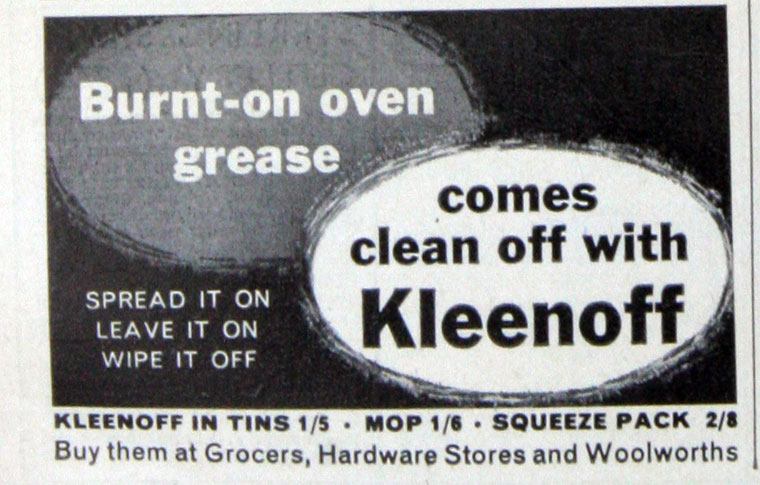 Burnt-on oven
grease
comes
clean off with
Kleenoff
SPREAD IT ON
LEAVE IT ON
WIPE IT OFF
KLEENOFF IN TINS 1/5 · MOP 1/6 · SQUEEZE PACK 2/8
Buy them at Grocers, Hardware Stores and Woolworths